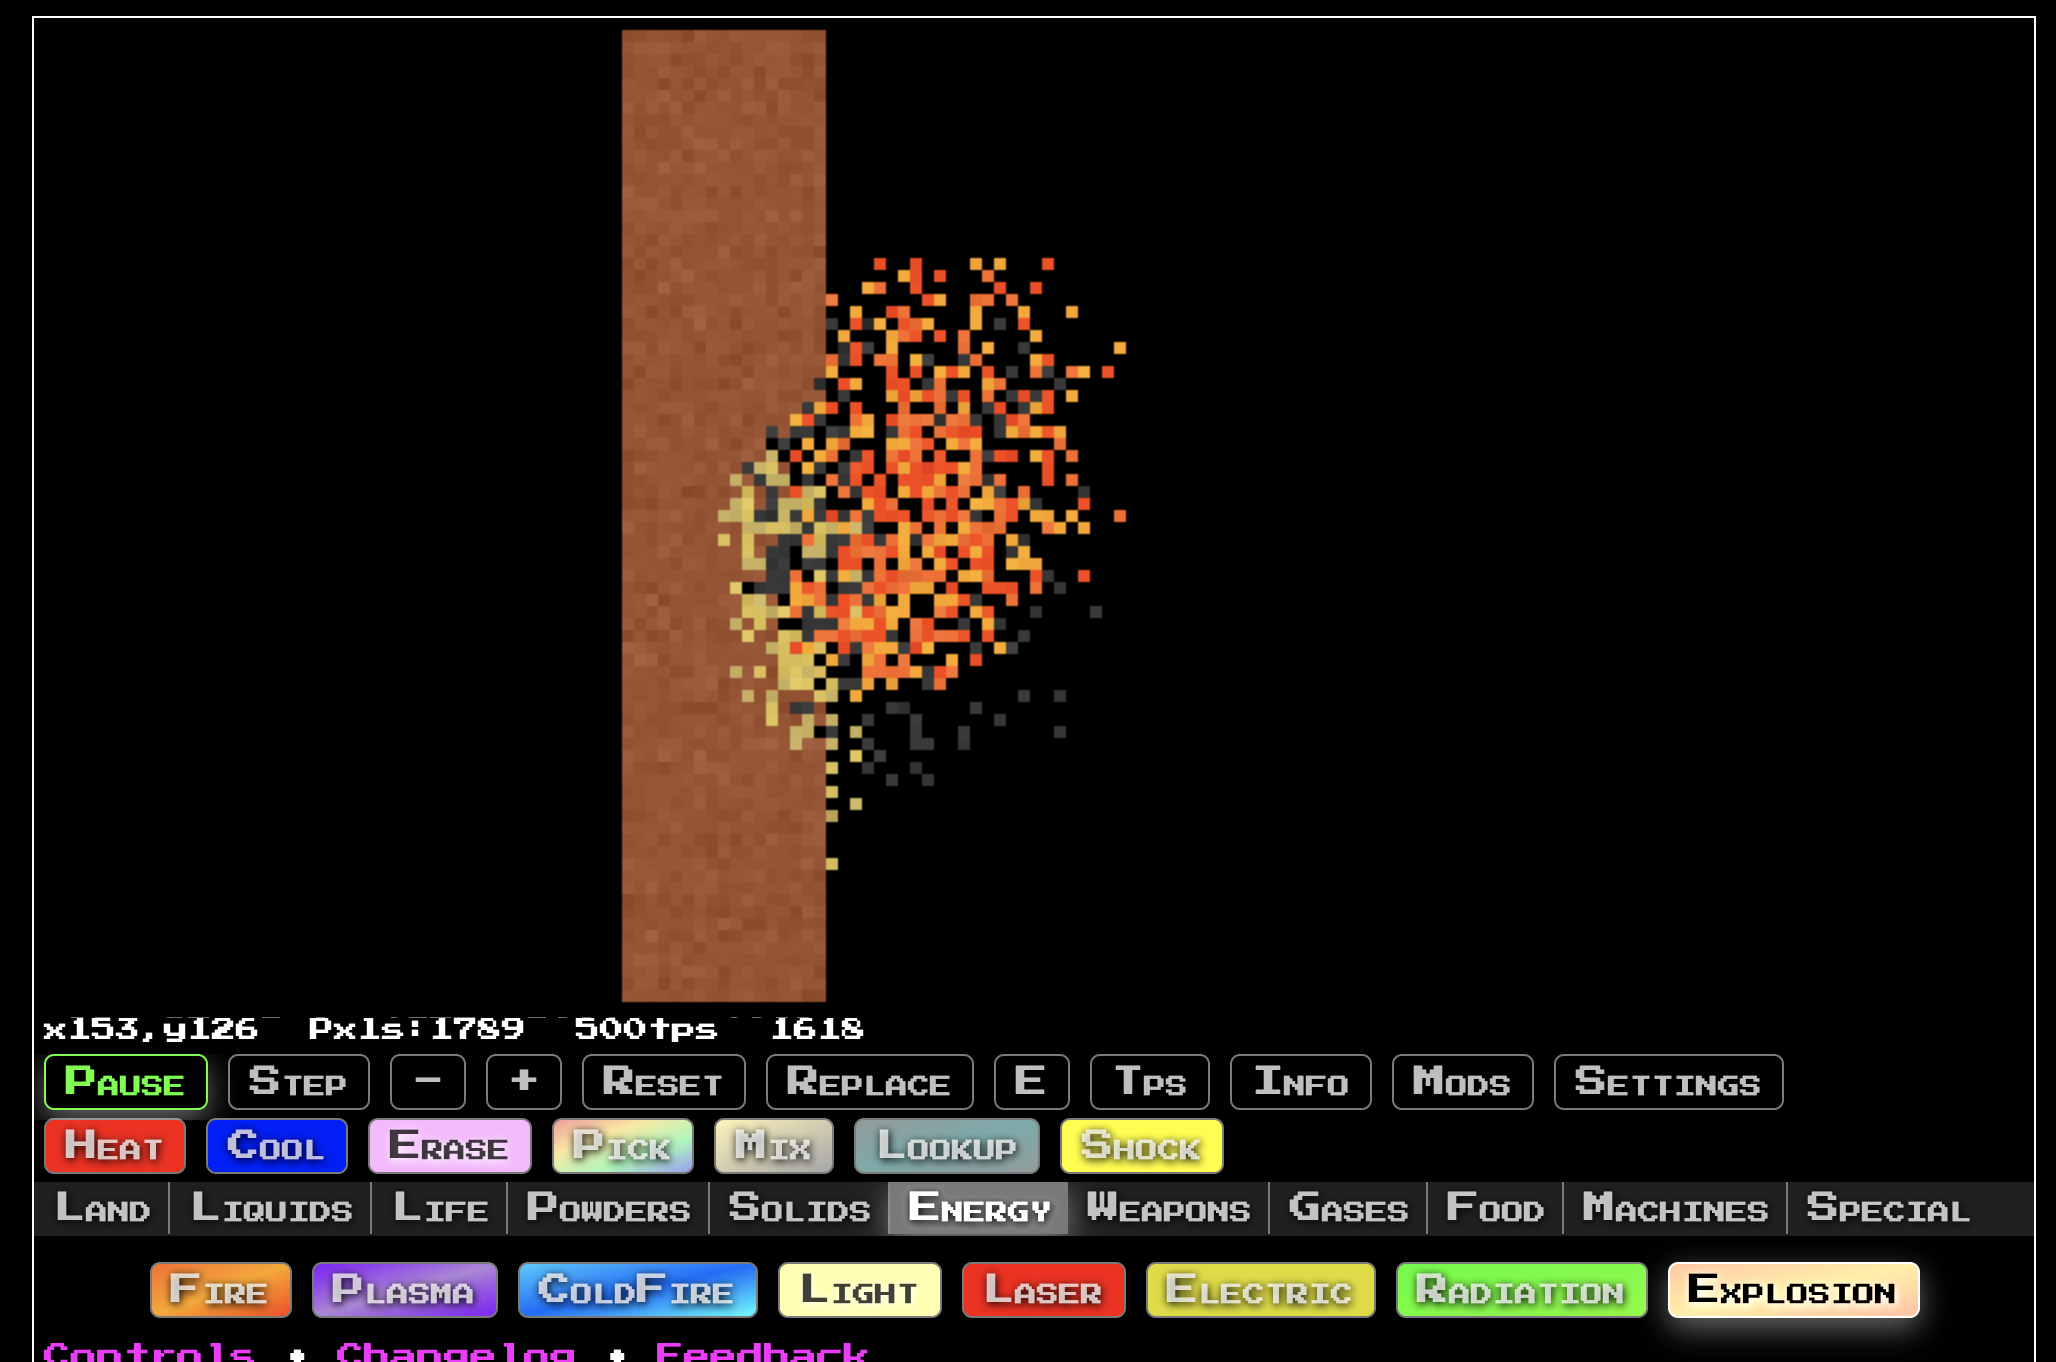 x153,y126 Pxls:1789 500tps 1618
Pause Step - + Reset Replace E Tps Info Mods Settings
Heat Cool Erase Pick Mix Lookup Shock
Land Liquids Life Powders Solids Energy Weapons Gases Food Machines Special
Fire Plasma ColdFire Light Laser Electric Radiation Explosion
Controls • Changelog • Feedback